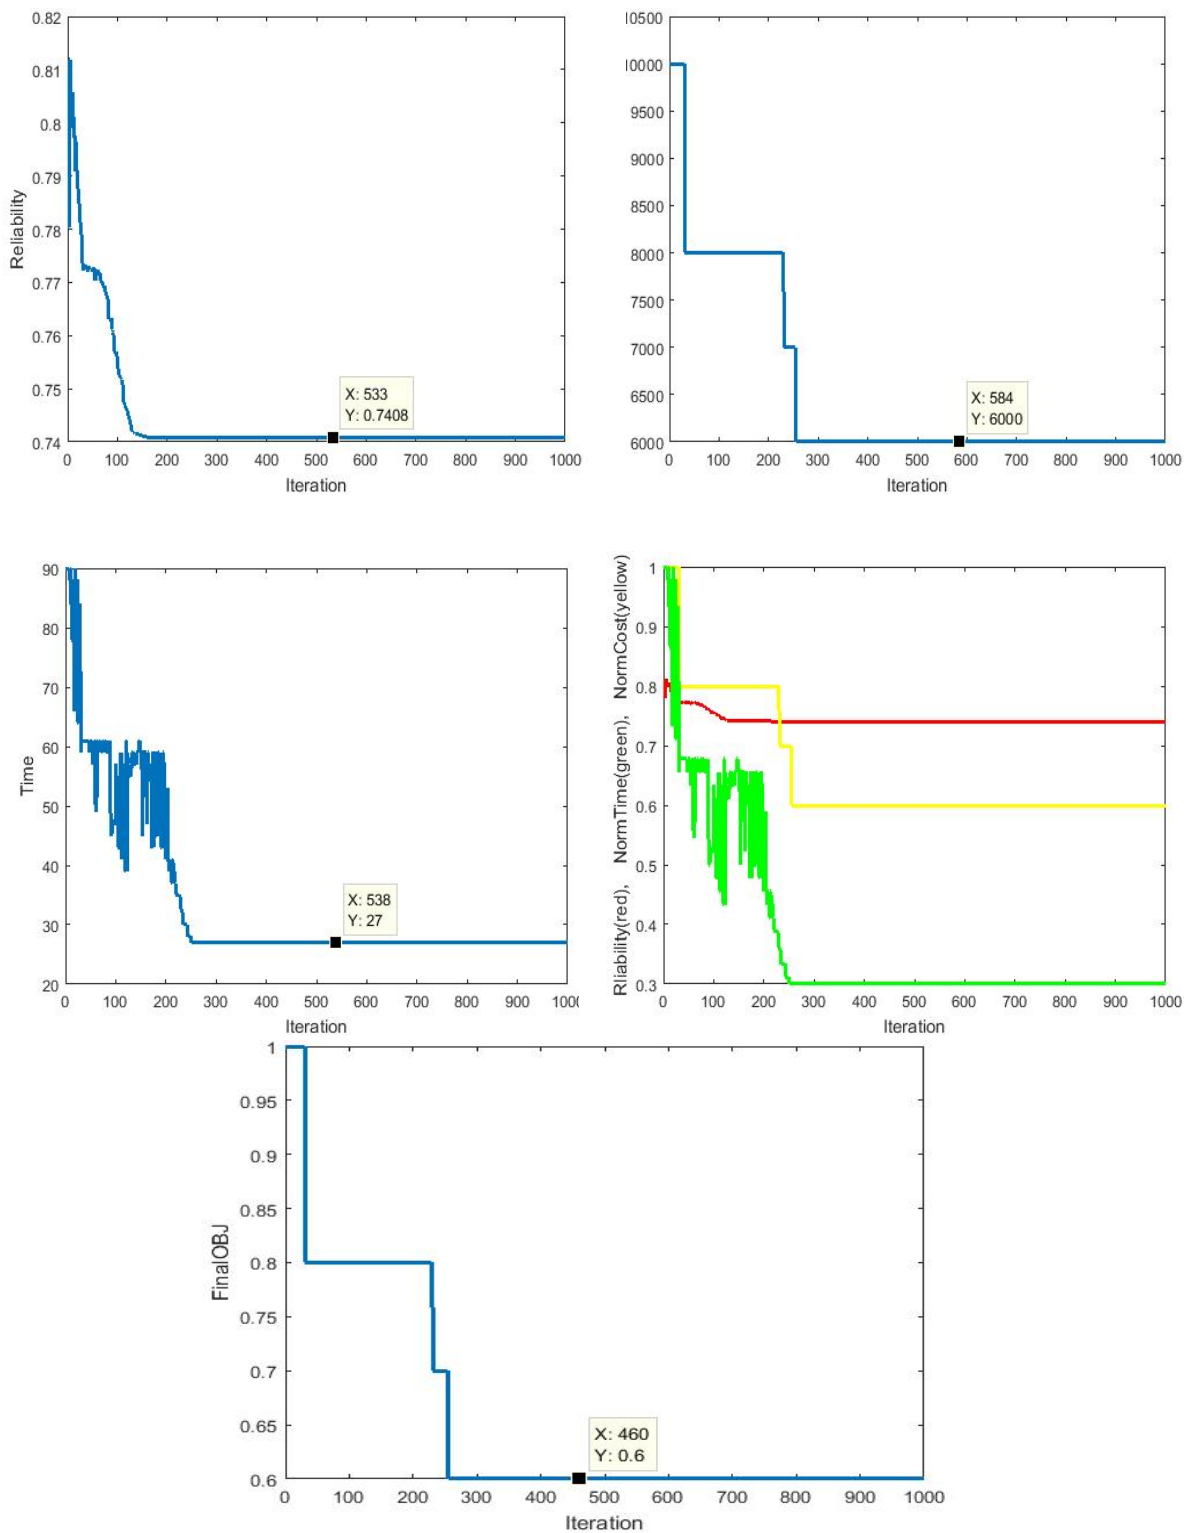 0.82
0.81
0.8
0.79
0.78
0.77
0.76
0.75
0.74
Reliability
X: 533
Y: 0.7408
0 100 200 300 400 500 600 700 800 900 1000
Iteration
10500
10000
9500
9000
8500
8000
7500
7000
6500
6000
X: 584
Y: 6000
0 100 200 300 400 500 600 700 800 900 1000
Iteration
90
80
70
60
50
40
30
20
Time
X: 538
Y: 27
0 100 200 300 400 500 600 700 800 900 1000
Iteration
Rliiability(red), NormTime(green), NormCost(yellow)
1
0.9
0.8
0.7
0.6
0.5
0.4
0.3
0 100 200 300 400 500 600 700 800 900 1000
Iteration
1
0.95
0.9
0.85
0.8
0.75
0.7
0.65
0.6
FinalOBJ
X: 460
Y: 0.6
0 100 200 300 400 500 600 700 800 900 1000
Iteration